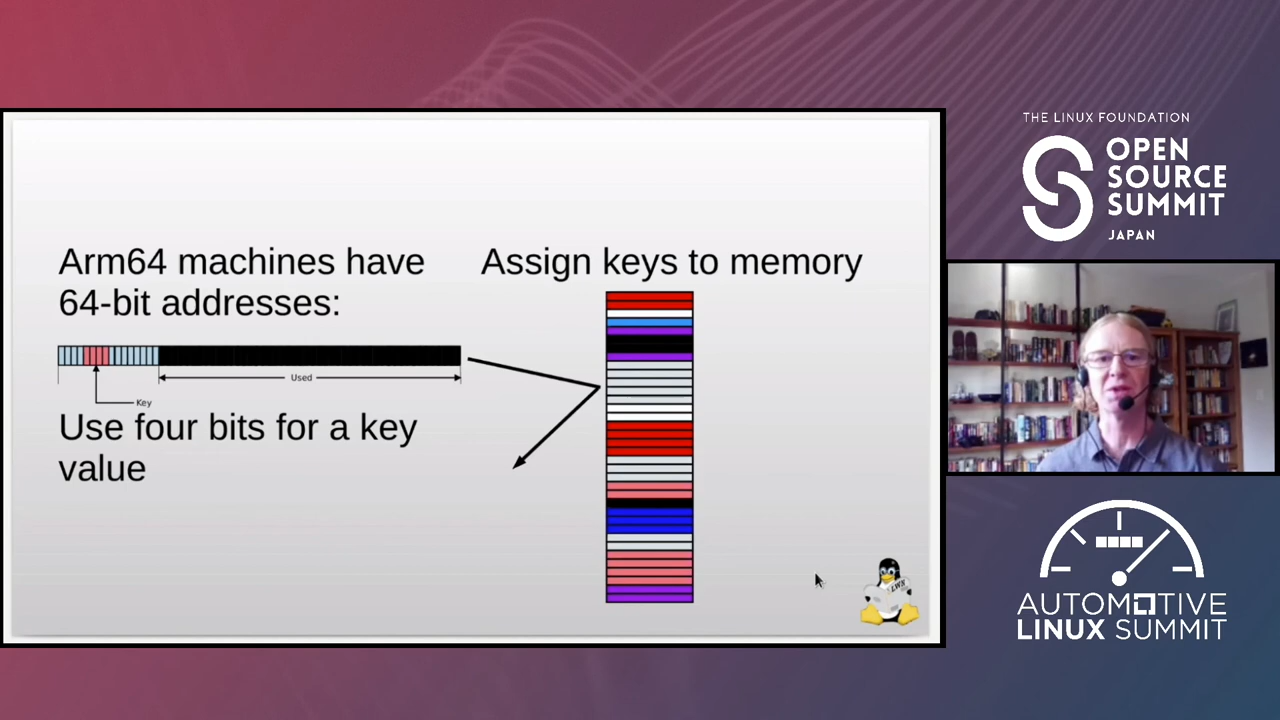 Arm64 machines have
64-bit addresses:
Used
Key
Use four bits for a key
value
Assign keys to memory
LWN
THE LINUX FOUNDATION
OPEN
SOURCE
SUMMIT
JAPAN
AUTOMOTIVE
LINUX SUMMIT